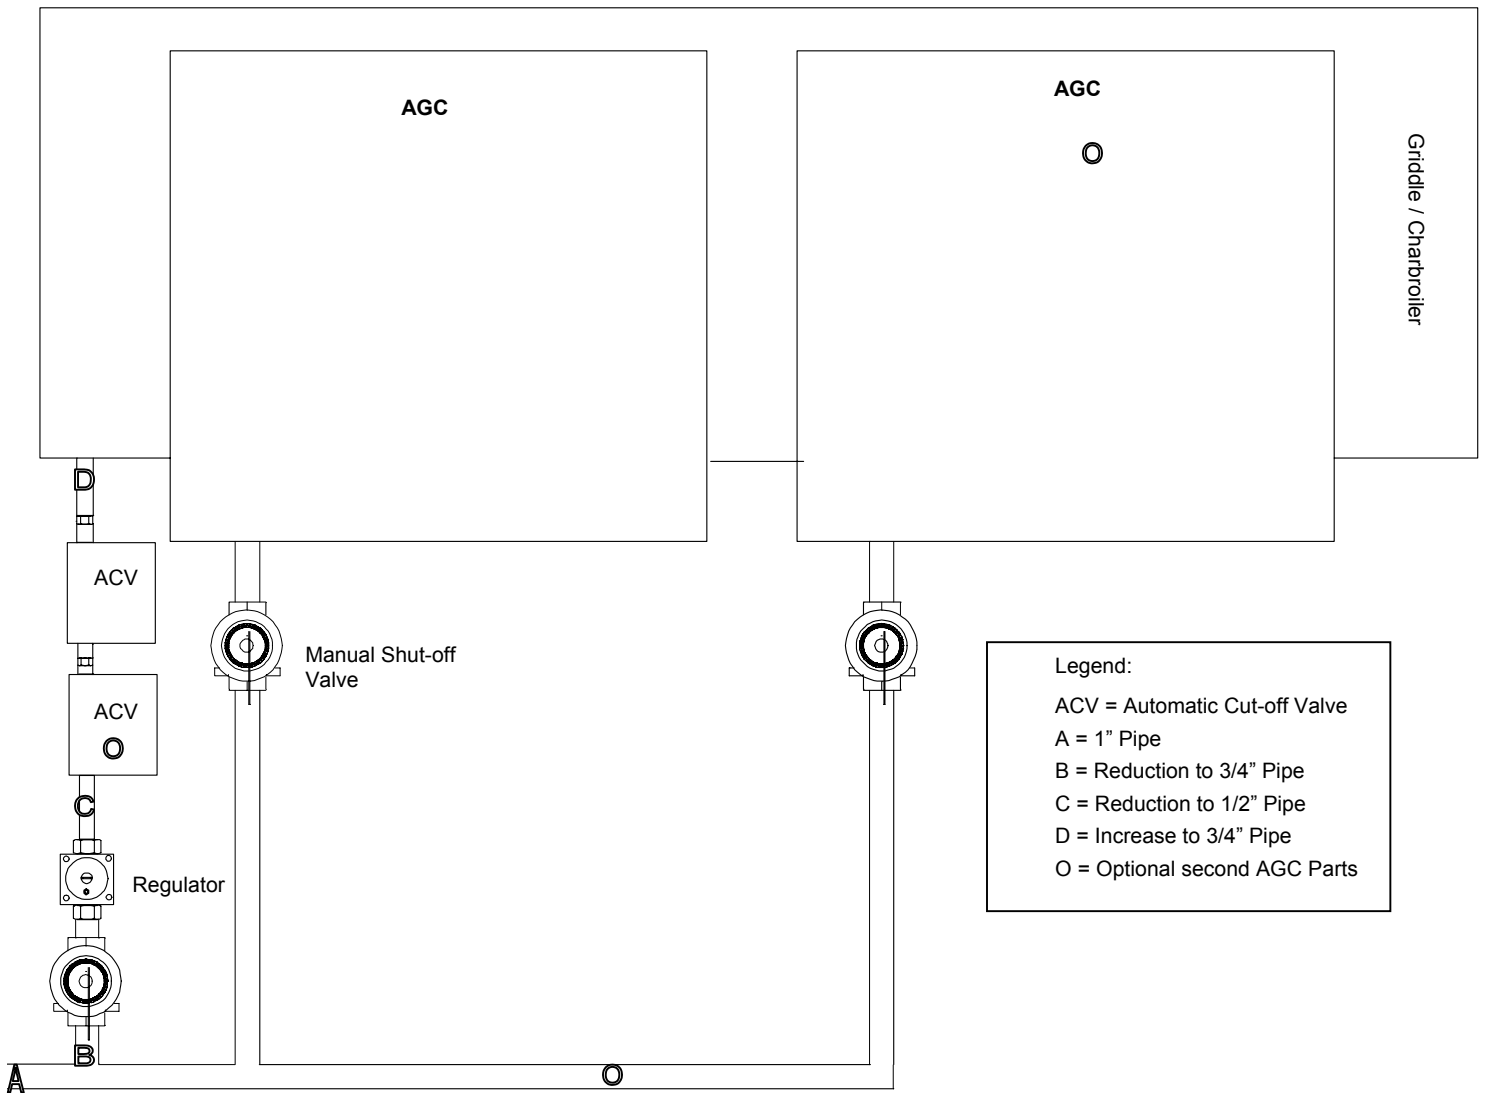 AGC
AGC
O
Griddle / Charbroiler
D
ACV
Manual Shut-off
Valve
ACV
O
C
Regulator
B
A
O
Legend:
ACV = Automatic Cut-off Valve
A = 1” Pipe
B = Reduction to 3/4” Pipe
C = Reduction to 1/2” Pipe
D = Increase to 3/4” Pipe
O = Optional second AGC Parts